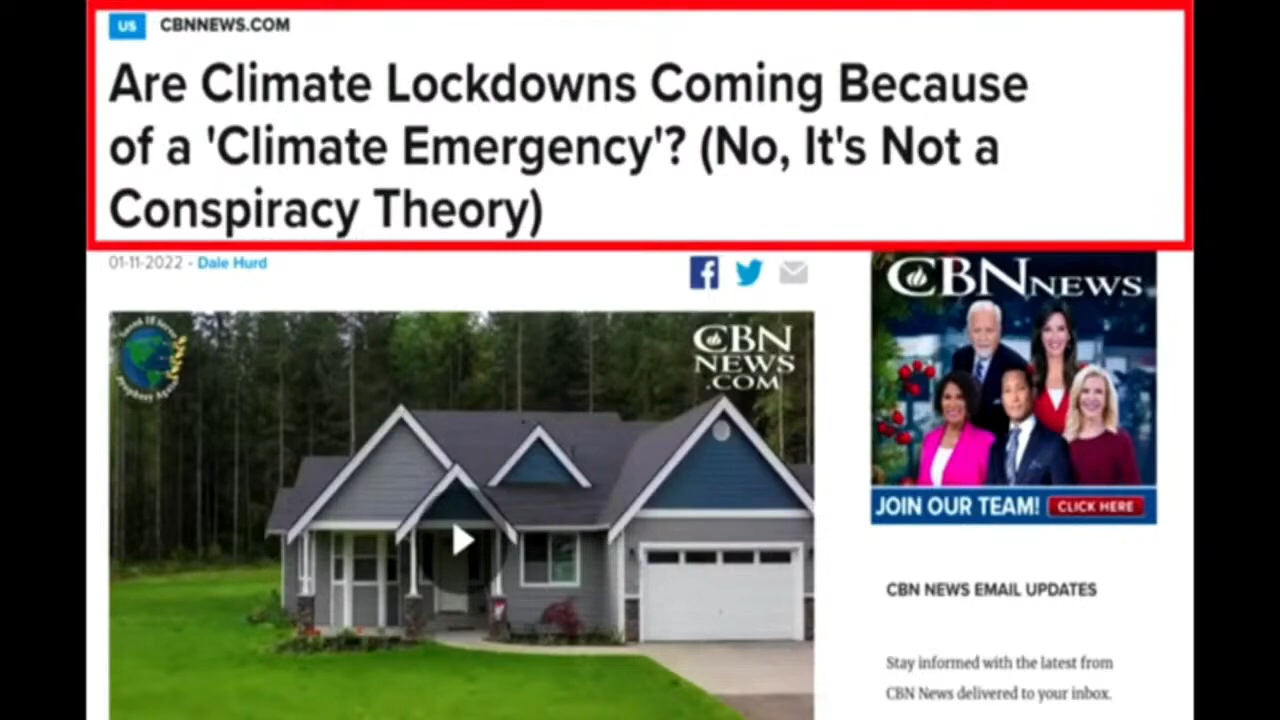 US CBNNEWS.COM
Are Climate Lockdowns Coming Because
of a 'Climate Emergency'? (No, It's Not a
Conspiracy Theory)
01-11-2022 - Dale Hurd
CBN
NEWS
.COM
CBN NEWS
JOIN OUR TEAM! CLICK HERE
CBN NEWS EMAIL UPDATES
Stay informed with the latest from
CBN News delivered to your inbox.